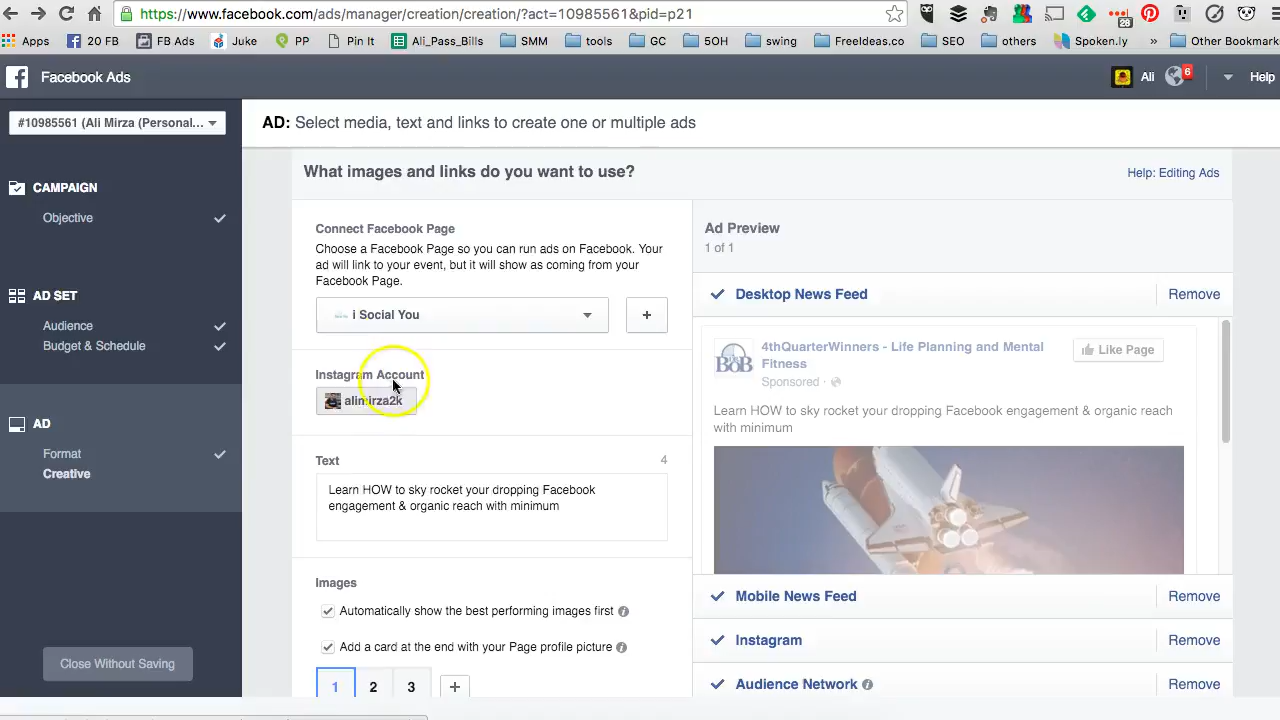 https://www.facebook.com/ads/manager/creation/creation/?act=10985561&pid=p21
28
Apps 20 FB FB Ads Juke PP Pin It Ali_Pass_Bills SMM tools GC 5OH swing FreeIdeas.co SEO others Spoken.ly » Other Bookmark
Facebook Ads
Ali 6 Help
#10985561 (Ali Mirza (Personal...
AD: Select media, text and links to create one or multiple ads
CAMPAIGN
Objective
AD SET
Audience
Budget & Schedule
AD
Format
Creative
Close Without Saving
What images and links do you want to use?
Help: Editing Ads
Connect Facebook Page
Choose a Facebook Page so you can run ads on Facebook. Your
ad will link to your event, but it will show as coming from your
Facebook Page.
i Social You
+
Instagram Account
alimirza2k
Text 4
Learn HOW to sky rocket your dropping Facebook
engagement & organic reach with minimum
Images
Automatically show the best performing images first
Add a card at the end with your Page profile picture
1 2 3 +
Ad Preview
1 of 1
Desktop News Feed Remove
BoB
4thQuarterWinners - Life Planning and Mental
Fitness
Like Page
Sponsored ·
Learn HOW to sky rocket your dropping Facebook engagement & organic reach
with minimum
Mobile News Feed Remove
Instagram Remove
Audience Network Remove